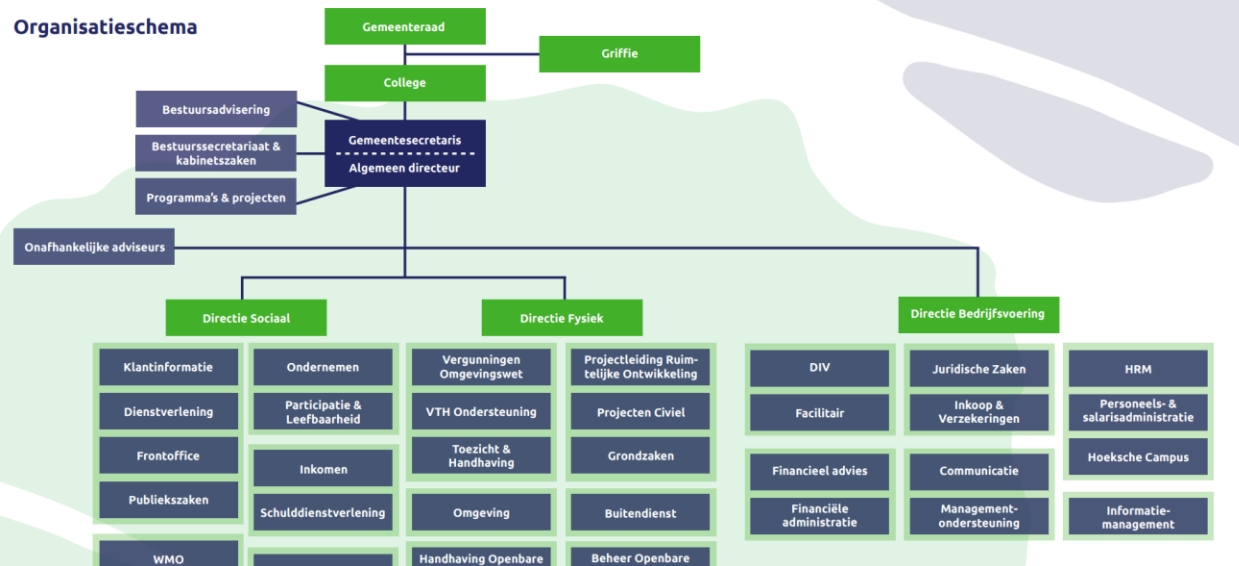 Organisatieschema
Gemeenteraad
Griffie
College
Bestuursadvisering
Bestuurssecretariaat &
kabinetszaken
Programma's & projecten
Gemeentesecretaris
Algemeen directeur
Onafhankelijke adviseurs
Directie Sociaal
Directie Fysiek
Directie Bedrijfsvoering
Klantinformatie
Dienstverlening
Frontoffice
Publiekszaken
WMO
Ondernemen
Participatie &
Leefbaarheid
Inkomen
Schulddienstverlening
Vergunningen
Omgevingswet
VTH Ondersteuning
Toezicht &
Handhaving
Omgeving
Handhaving Openbare
Projectleiding Ruim-
telijke Ontwikkeling
Projecten Civiel
Grondzaken
Buitendienst
Beheer Openbare
DIV
Facilitair
Financieel advies
Financiële
administratie
Juridische Zaken
Inkoop &
Verzekeringen
Communicatie
Management-
ondersteuning
HRM
Personeels- &
salarisadministratie
Hoeksche Campus
Informatie-
management